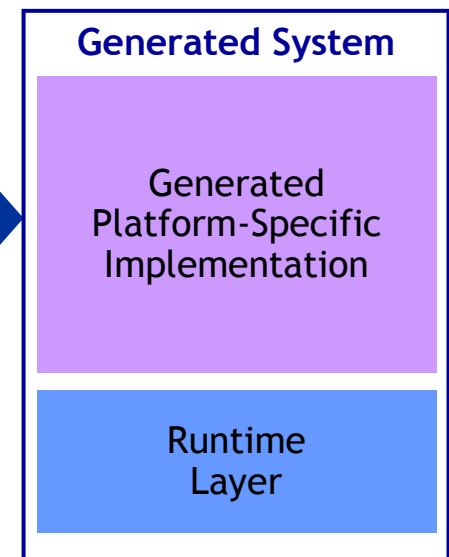 Generated System
Generated
Platform-Specific
Implementation
Runtime
Layer